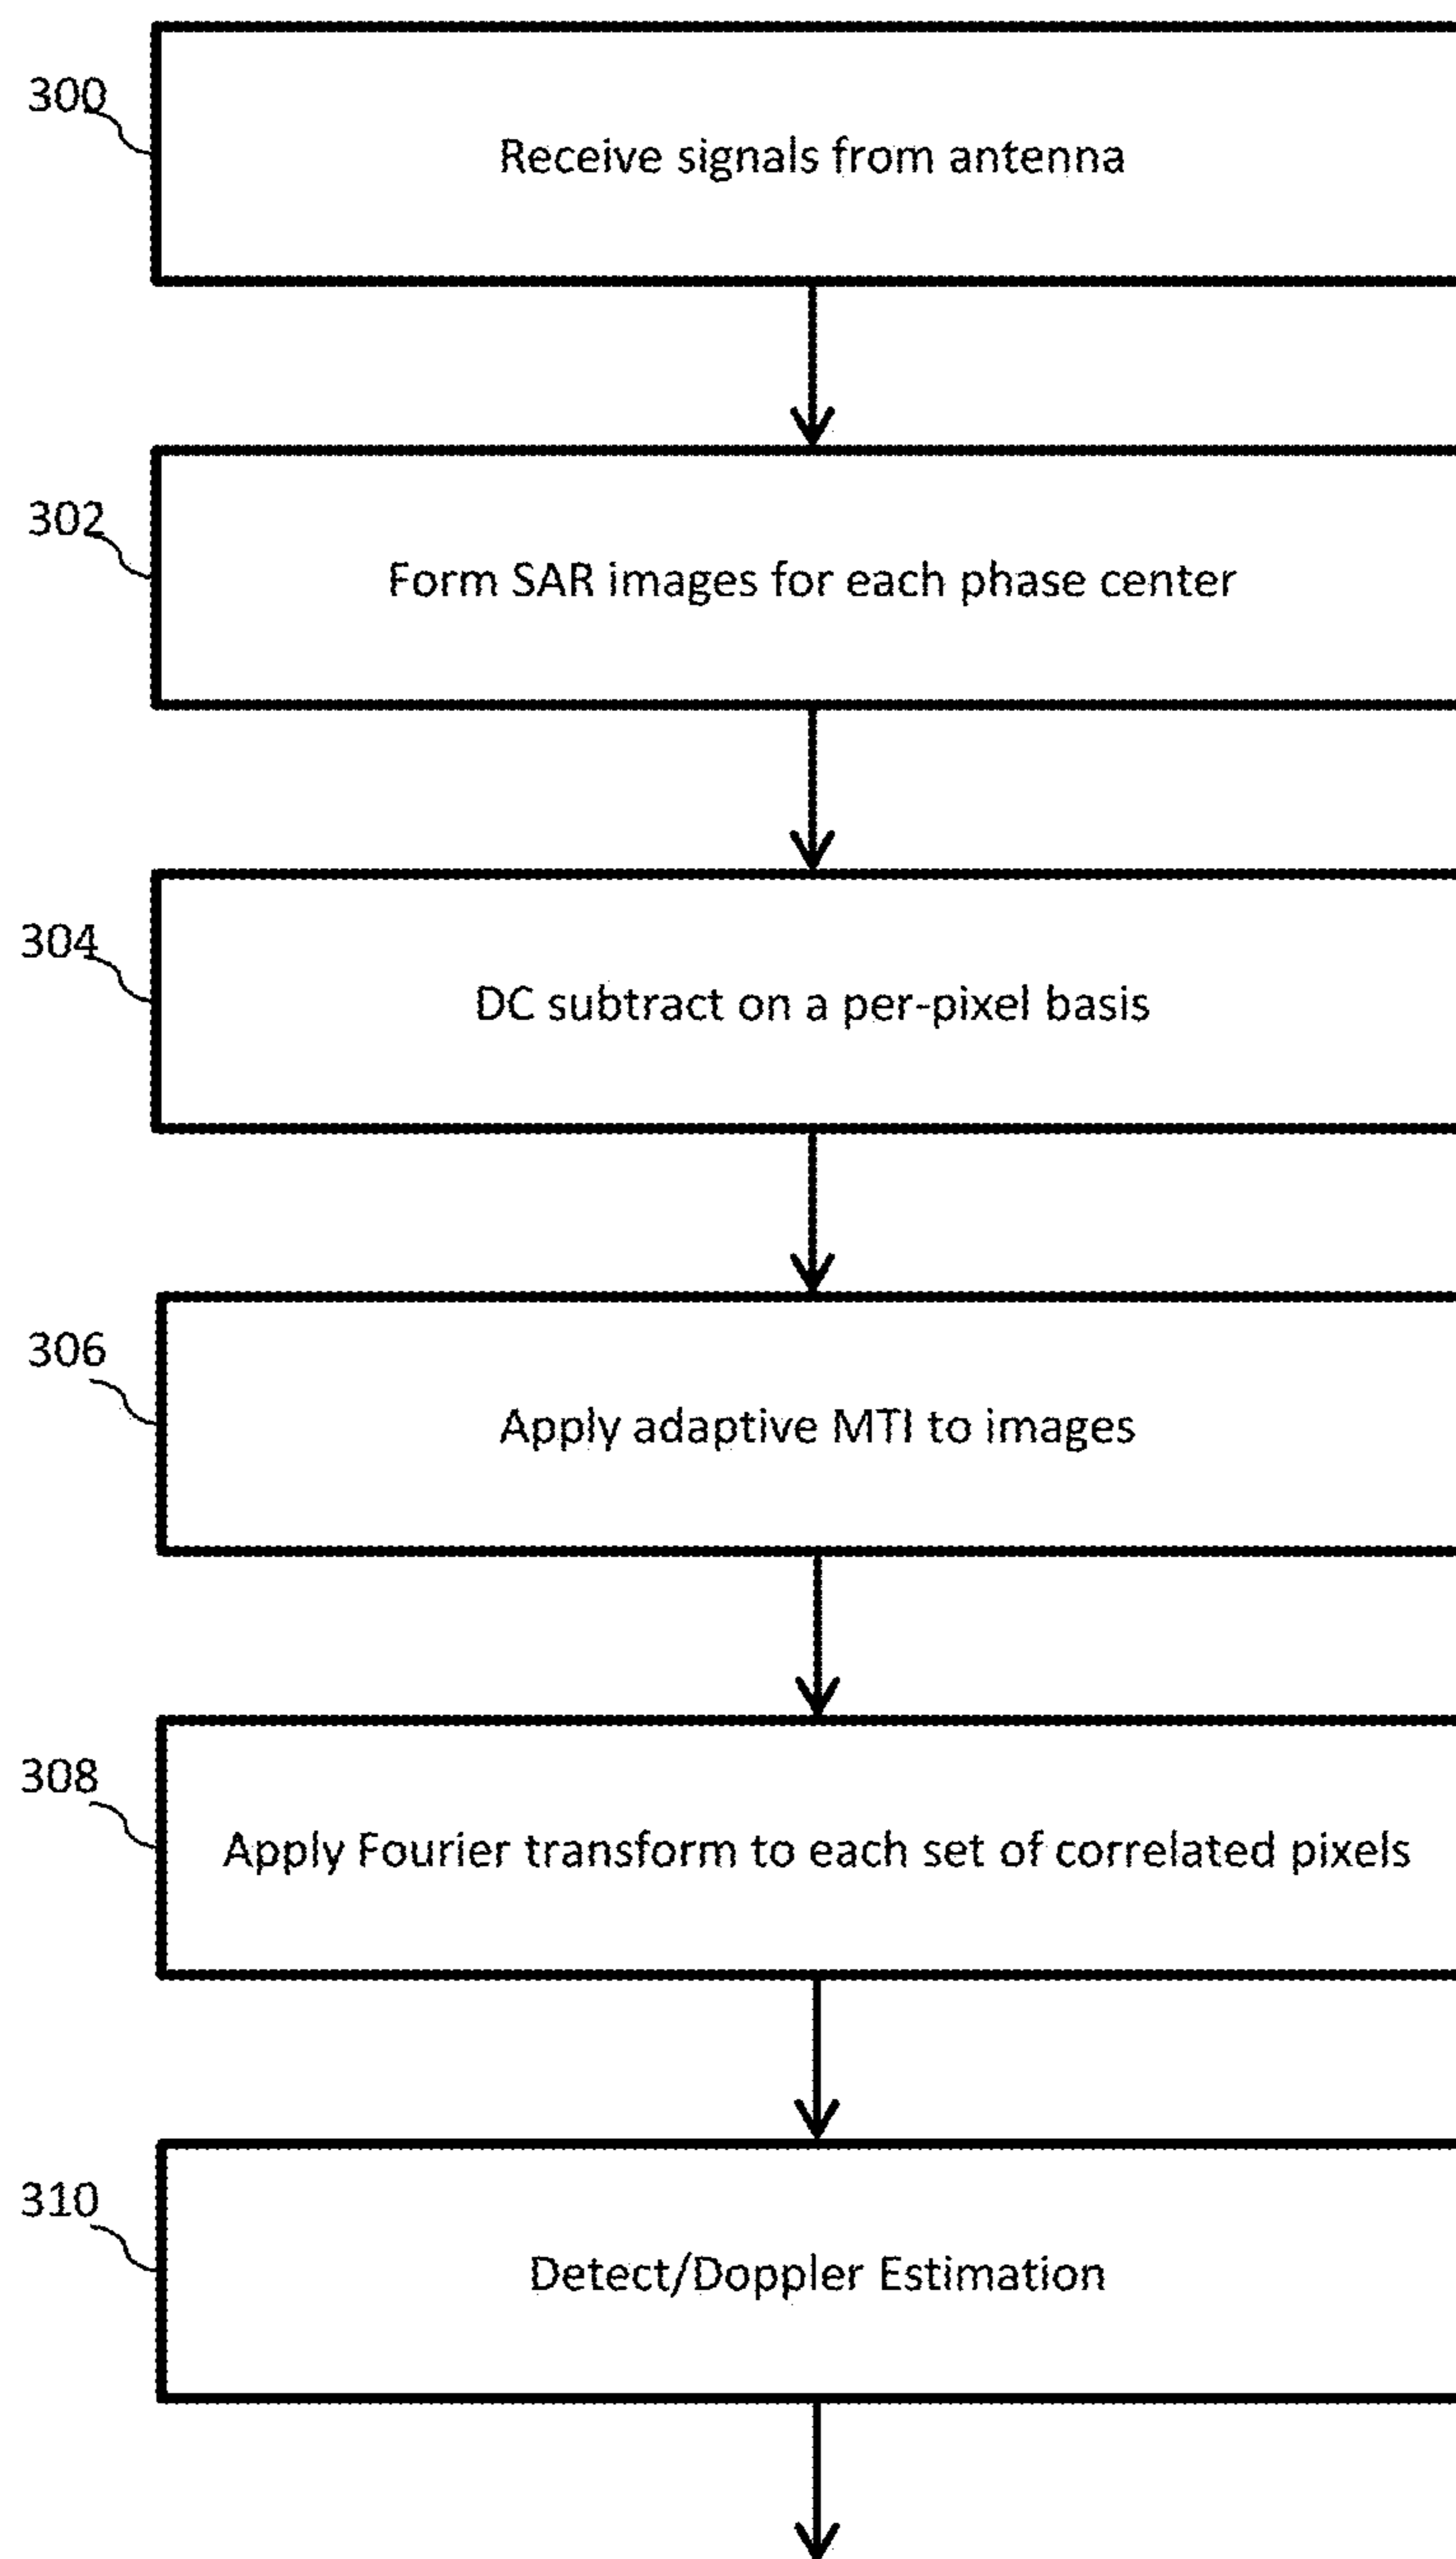 300
Receive signals from antenna
302
Form SAR images for each phase center
304
DC subtract on a per-pixel basis
306
Apply adaptive MTI to images
308
Apply Fourier transform to each set of correlated pixels
310
Detect/Doppler Estimation